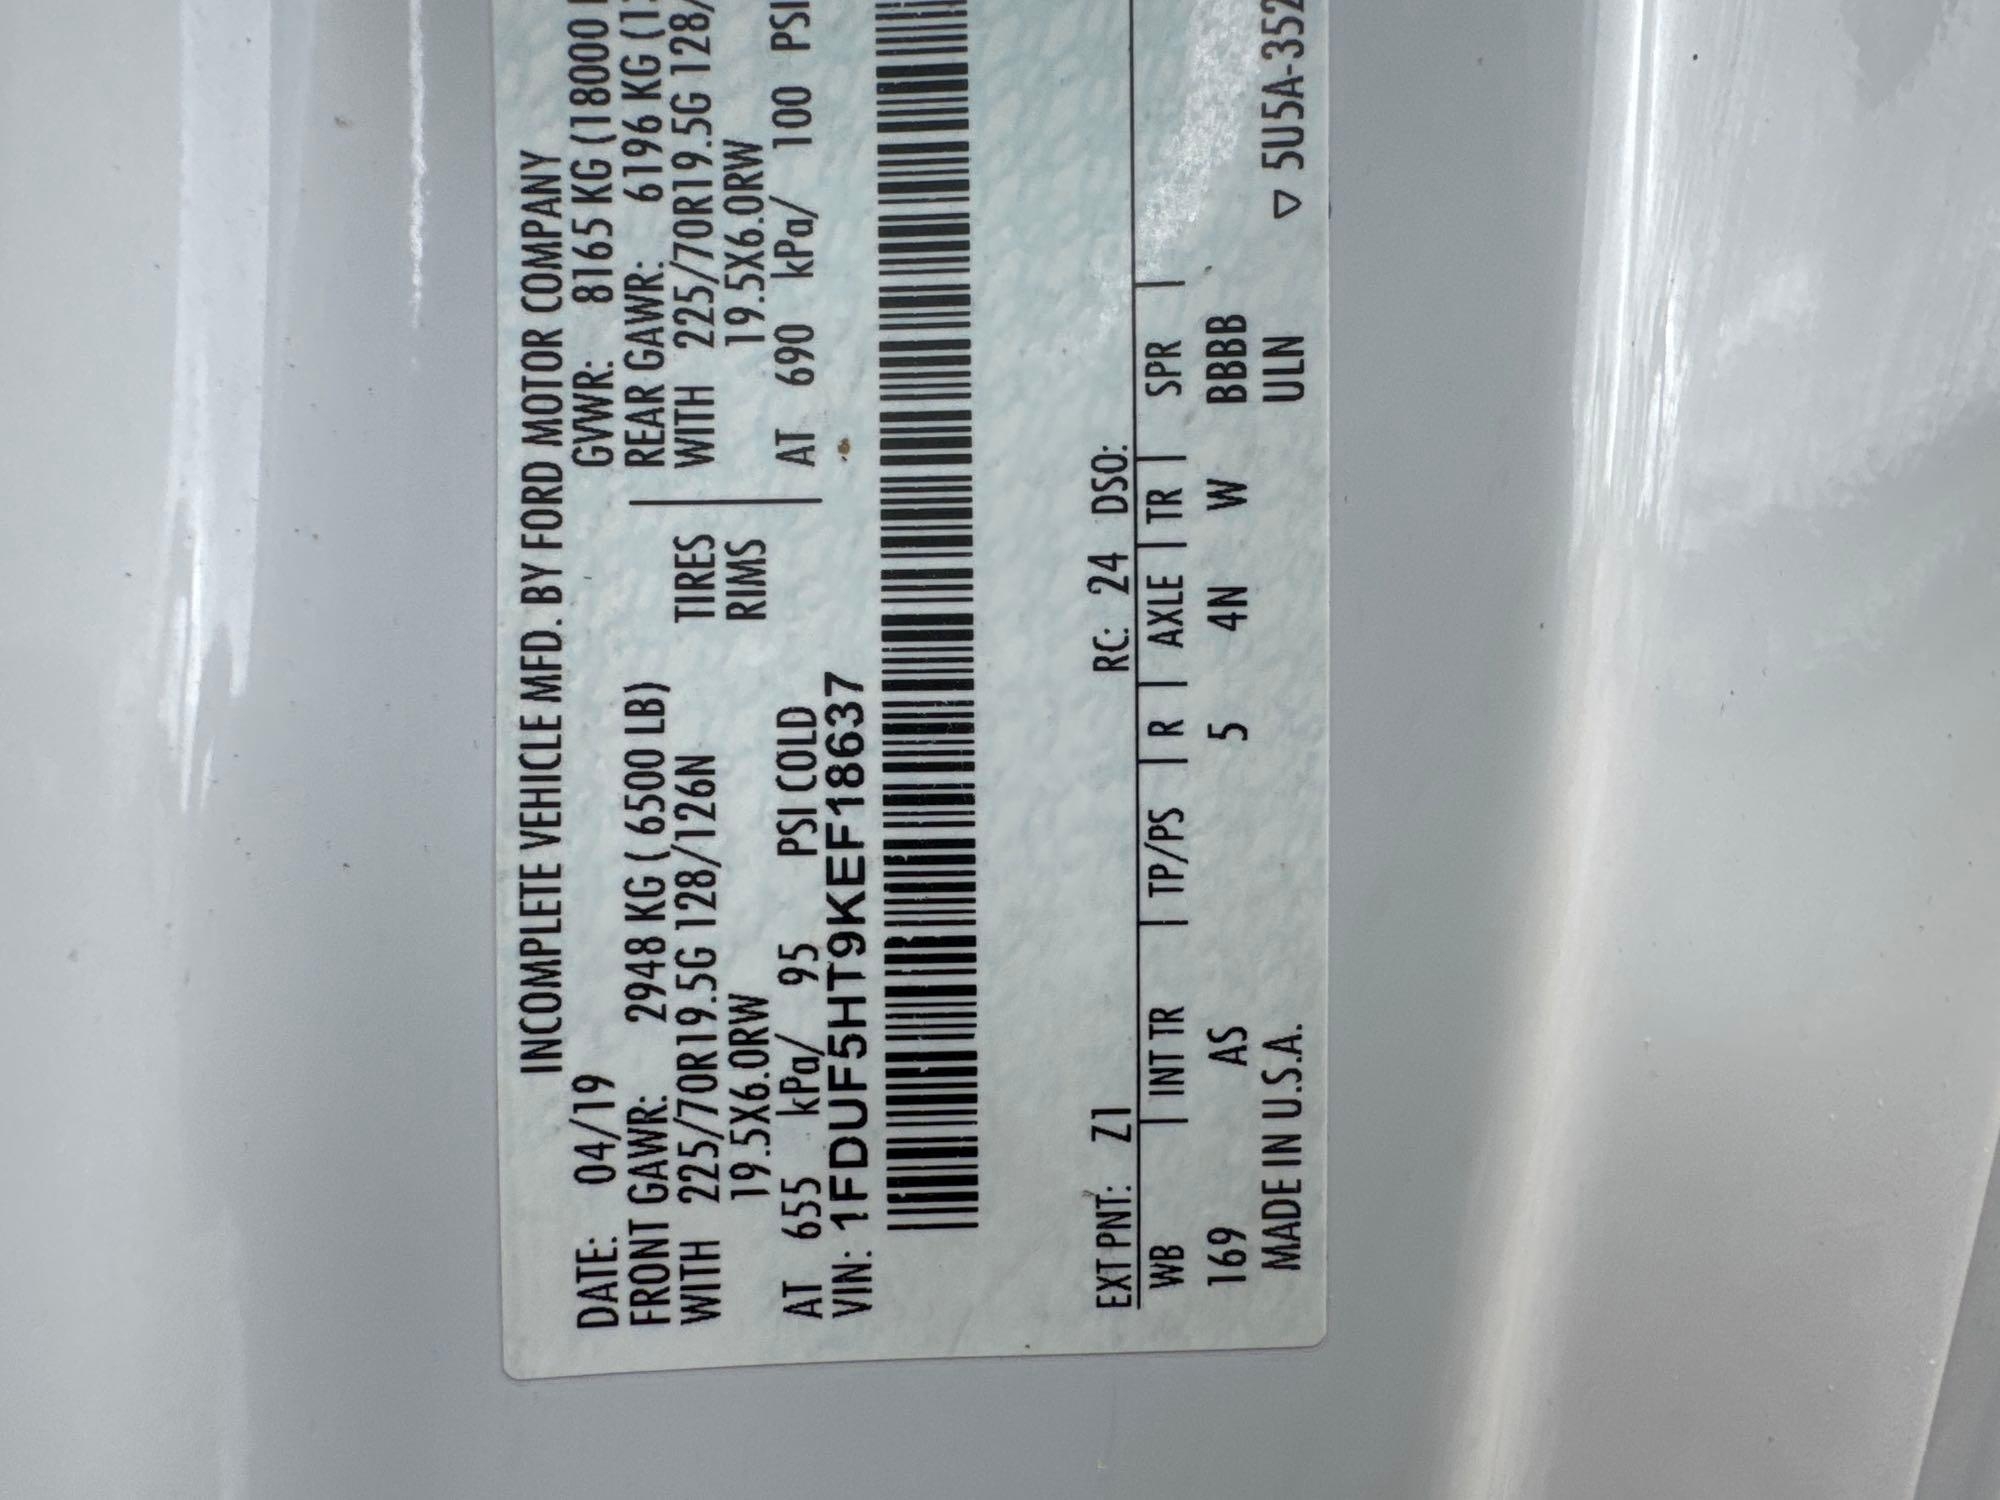 INCOMPLETE VEHICLE MFD. BY FORD MOTOR COMPANY
DATE: 04/19 GVWR: 8165 KG (18000
FRONT GAWR: 2948 KG ( 6500 LB) REAR GAWR: 6196 KG
WITH 225/70R19.5G 128/126N TIRES WITH 225/70R19.5G 128/
19.5X6.0RW RIMS 19.5X6.0RW
AT 655 kPa/ 95 PSI COLD AT 690 kPa/ 100 PSI
VIN: 1FDUF5HT9KEF18637
EXT PNT: Z1 RC: 24 DSO:
WB | INT TR | TP/PS | R | AXLE | TR | SPR |
169 AS 5 4N W BBBB
MADE IN U.S.A. ULN ▽ 5U5A-352